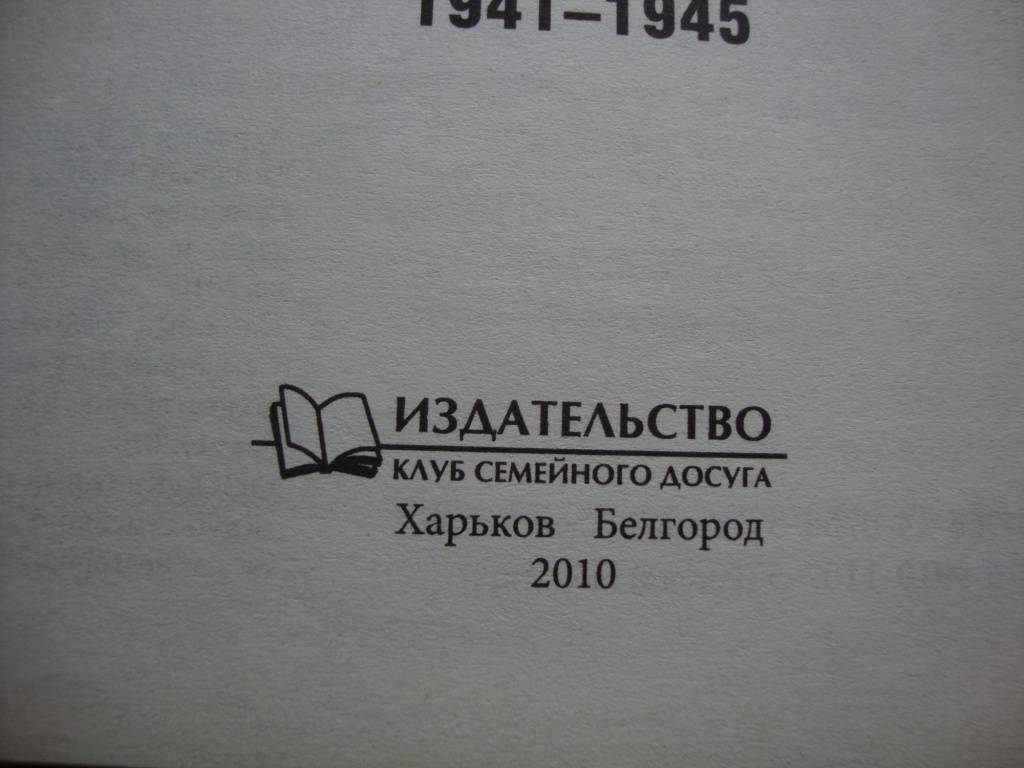 1941–1945
ИЗДАТЕЛЬСТВО
КЛУБ СЕМЕЙНОГО ДОСУГА
Харьков Белгород
2010